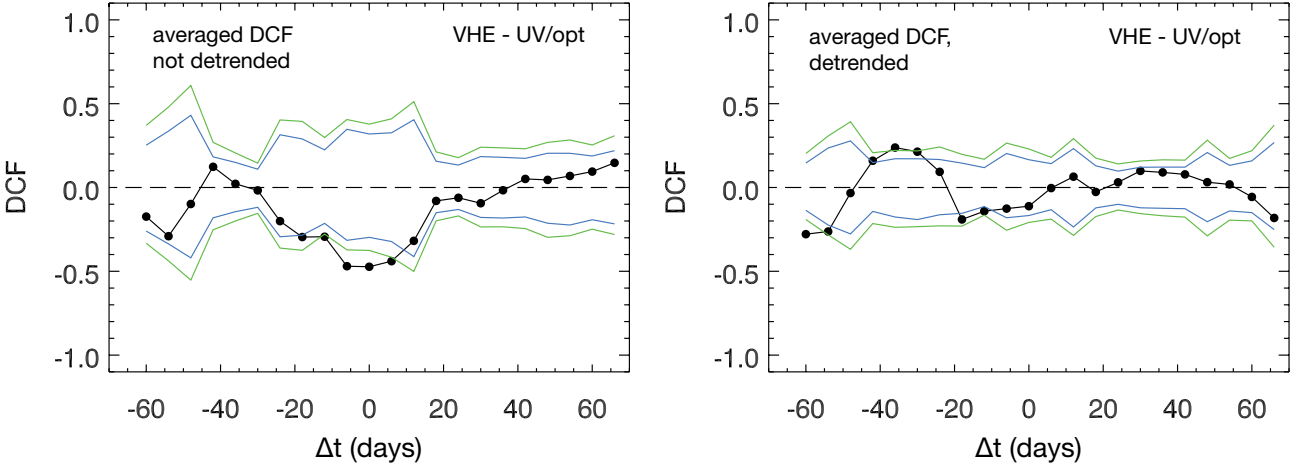 averaged DCF
not detrended
VHE - UV/opt
DCF
1.0
0.5
0.0
-0.5
-1.0
-60 -40 -20 0 20 40 60
Δt (days)
averaged DCF,
detrended
VHE - UV/opt
DCF
1.0
0.5
0.0
-0.5
-1.0
-60 -40 -20 0 20 40 60
Δt (days)